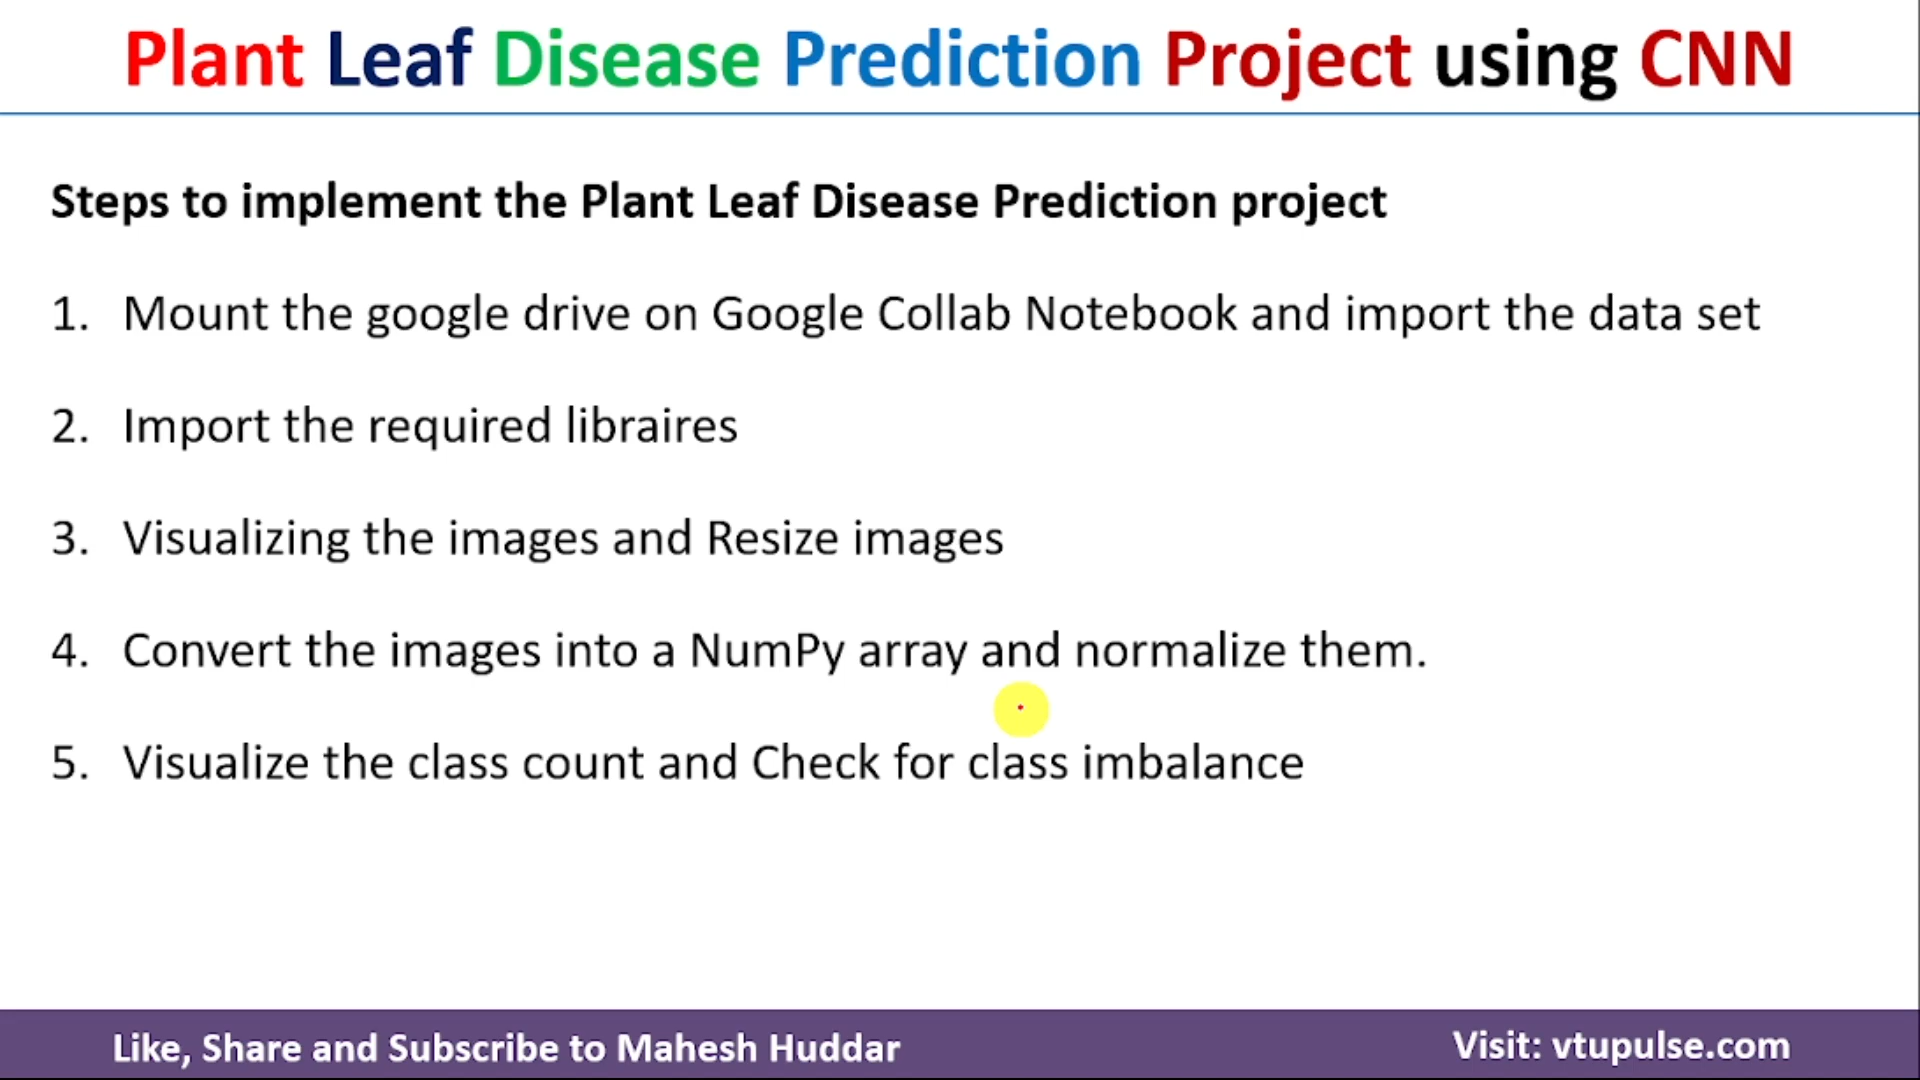 Plant Leaf Disease Prediction Project using CNN
Steps to implement the Plant Leaf Disease Prediction project
1. Mount the google drive on Google Collab Notebook and import the data set
2. Import the required libraires
3. Visualizing the images and Resize images
4. Convert the images into a NumPy array and normalize them.
5. Visualize the class count and Check for class imbalance
Like, Share and Subscribe to Mahesh Huddar
Visit: vtupulse.com